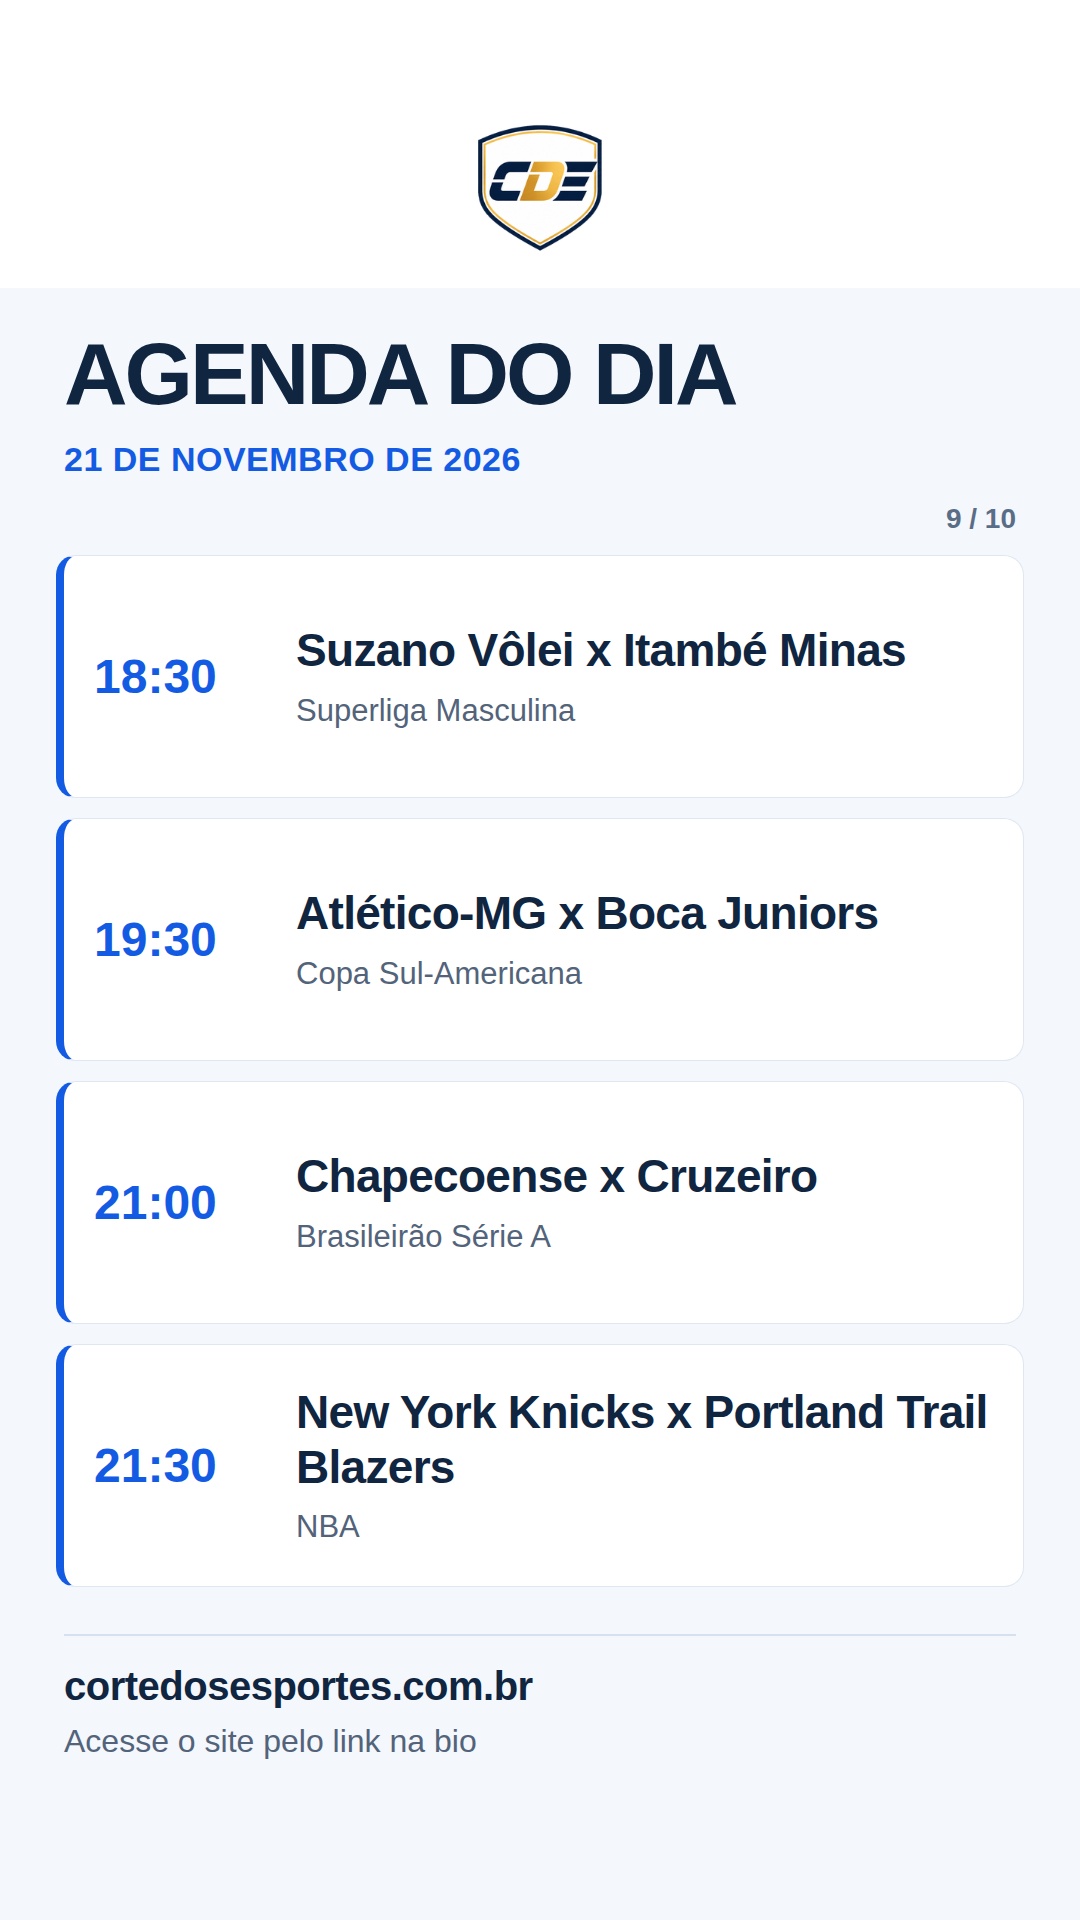 CDE
AGENDA DO DIA
21 DE NOVEMBRO DE 2026
9 / 10
18:30
Suzano Vôlei x Itambé Minas
Superliga Masculina
19:30
Atlético-MG x Boca Juniors
Copa Sul-Americana
21:00
Chapecoense x Cruzeiro
Brasileirão Série A
21:30
New York Knicks x Portland Trail
Blazers
NBA
cortedosesportes.com.br
Acesse o site pelo link na bio